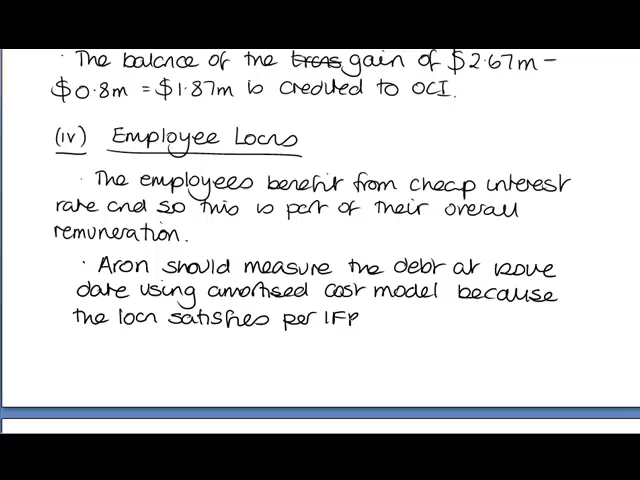 · The balance of the trans gain of $2.67m –
$0.8m = $1.87m is credited to OCI.
(iv) Employee Loans
· The employees benefit from cheap interest
rate and so this is part of their overall
remuneration.
· Aron should measure the debt at issue
date using amortised cost model because
the loan satisfies per IFR